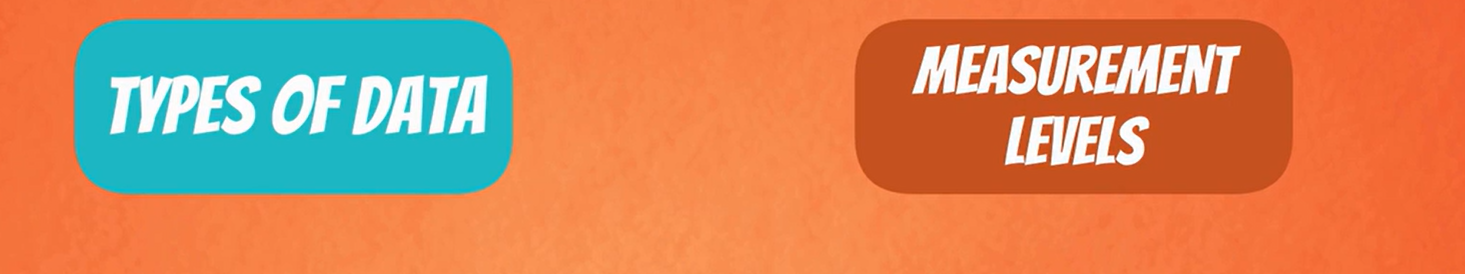 TYPES OF DATA
MEASUREMENT
LEVELS